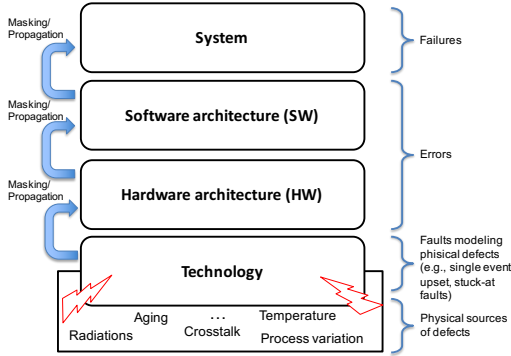 Masking/
Propagation
System
Failures
Masking/
Propagation
Software architecture (SW)
Errors
Masking/
Propagation
Hardware architecture (HW)
Technology
Faults modeling
phisical defects
(e.g., single event
upset, stuck-at
faults)
Aging
...
Temperature
Radiations
Crosstalk
Process variation
Physical sources
of defects